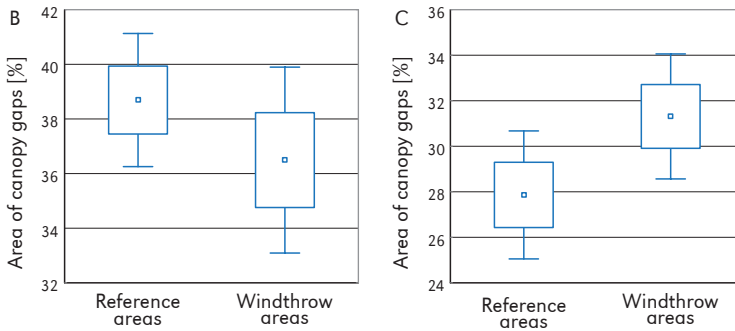 B
Area of canopy gaps [%]
42
40
38
36
34
32
Reference areas
Windthrow areas
C
Area of canopy gaps [%]
36
34
32
30
28
26
24
Reference areas
Windthrow areas